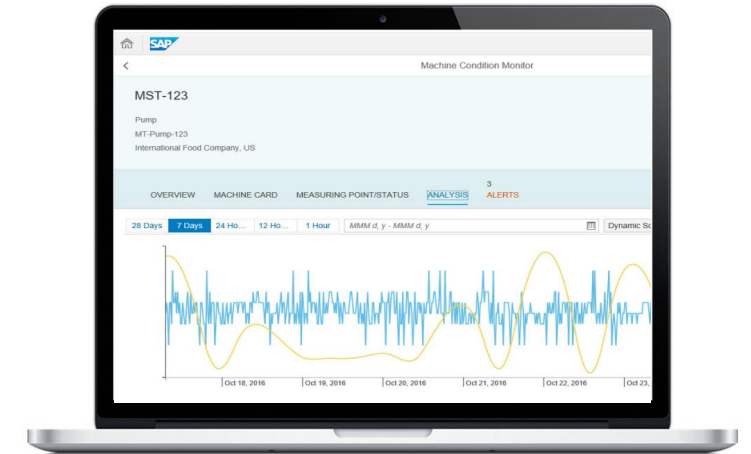 SAP
Machine Condition Monitor
MST-123
Pump
MT-Pump-123
International Food Company, US
OVERVIEW MACHINE CARD MEASURING POINT/STATUS ANALYSIS 3 ALERTS
28 Days 7 Days 24 Ho... 12 Ho... 1 Hour MMM d, y - MMM d, y Dynamic Sc
Oct 18, 2016 Oct 19, 2016 Oct 20, 2016 Oct 21, 2016 Oct 22, 2016 Oct 23,